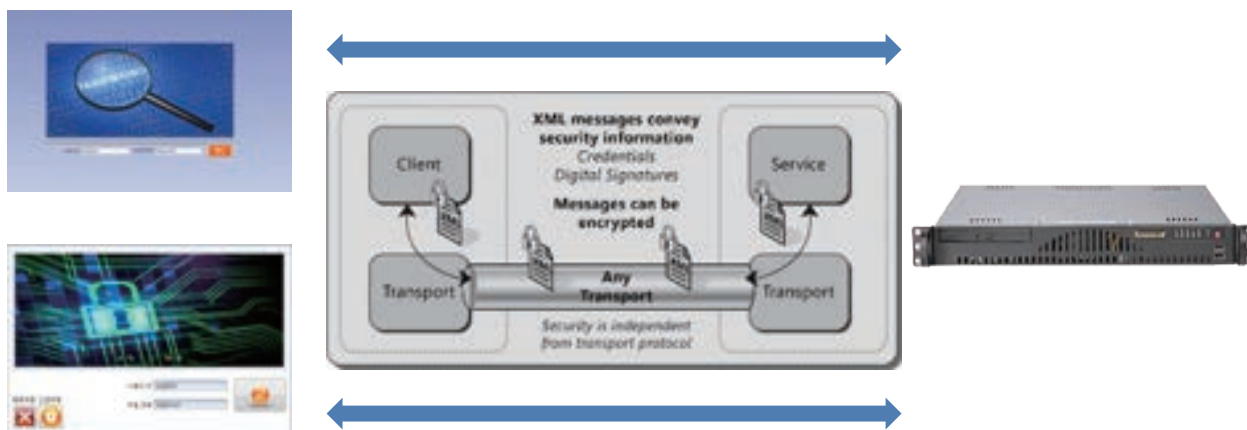 XML messages convey
security information
Credentials
Digital Signatures
Client
Service
Messages can be
encrypted
Transport
Any
Transport
Transport
Security is independent
from transport protocol